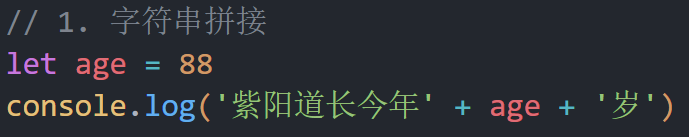 // 1. 字符串拼接
let age = 88
console.log('紫阳道长今年' + age + '岁')